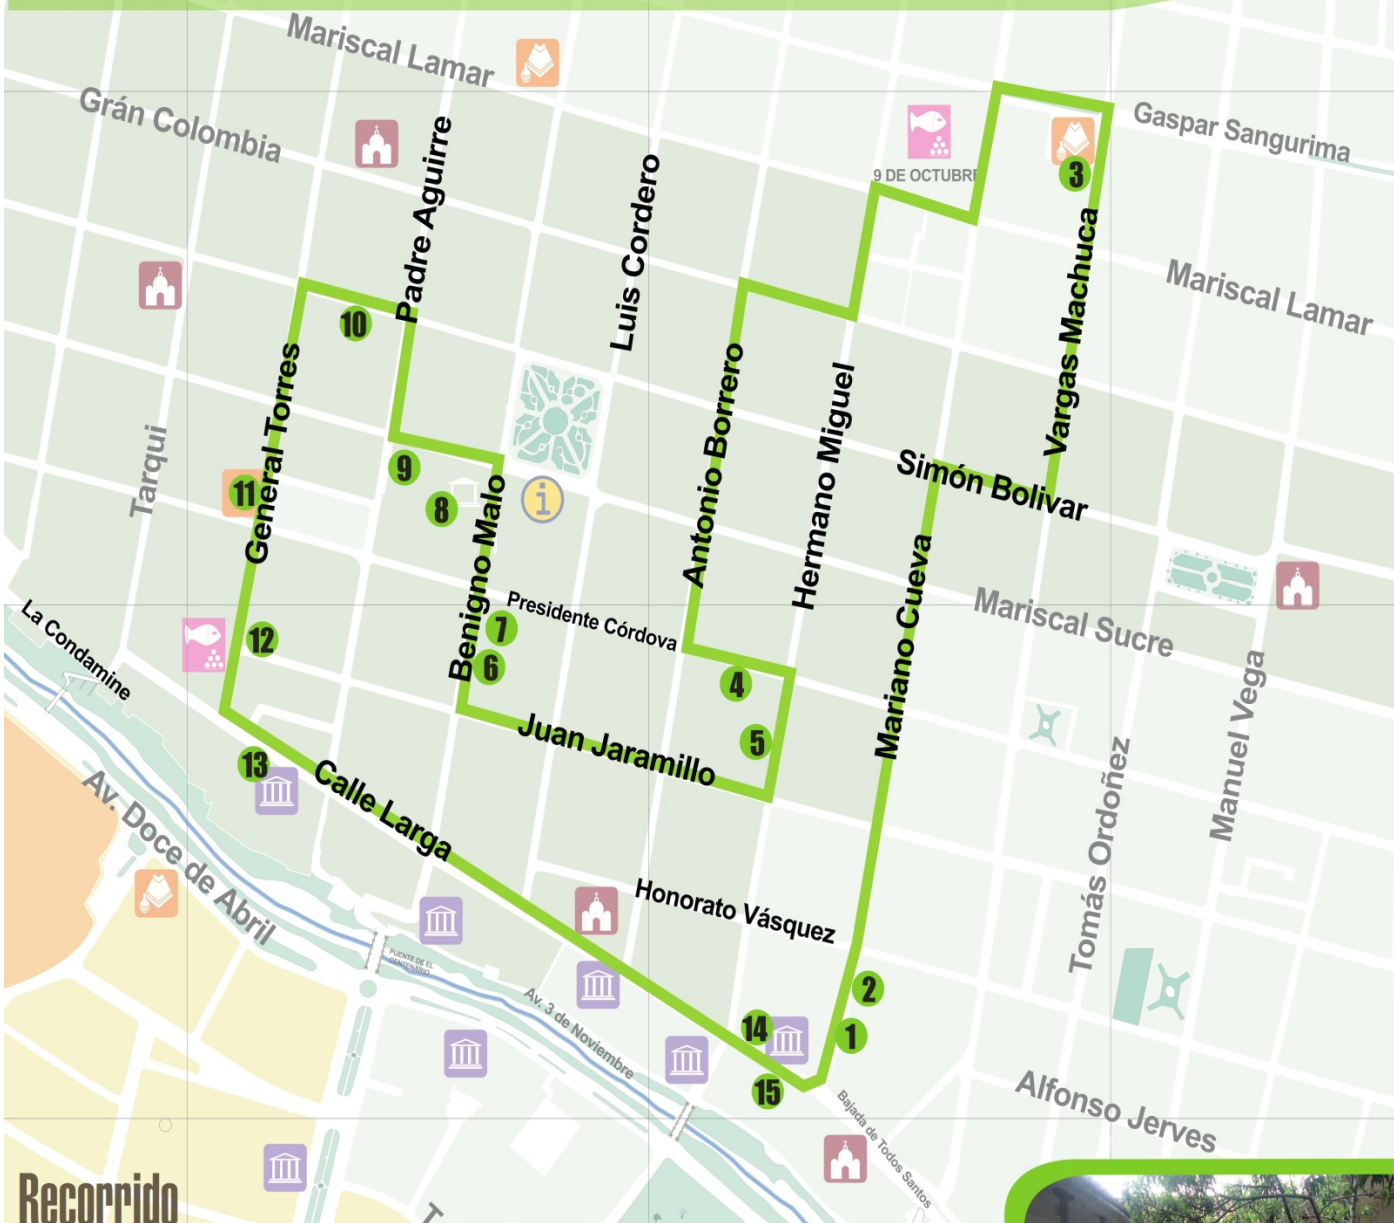 Mariscal Lamar
Grán Colombia
Padre Aguirre
Luis Cordero
9 DE OCTUBRE
Gaspar Sangurima
3
Vargas Machuca
Mariscal Lamar
10
General Torres
Tarqui
11
9
8
i
Benigno Malo
Antonio Borrero
Hermano Miguel
Simón Bolivar
Mariano Cueva
Mariscal Sucre
Presidente Córdova
7
6
4
5
12
La Condamine
Juan Jaramillo
13
Calle Larga
Av. Doce de Abril
Tomás Ordoñez
Manuel Vega
Honorato Vásquez
PUENTE DE EL
CENTENARIO
Av. 3 de Noviembre
2
1
14
15
Bajada de Todos Santos
Alfonso Jerves
Recorrido
T